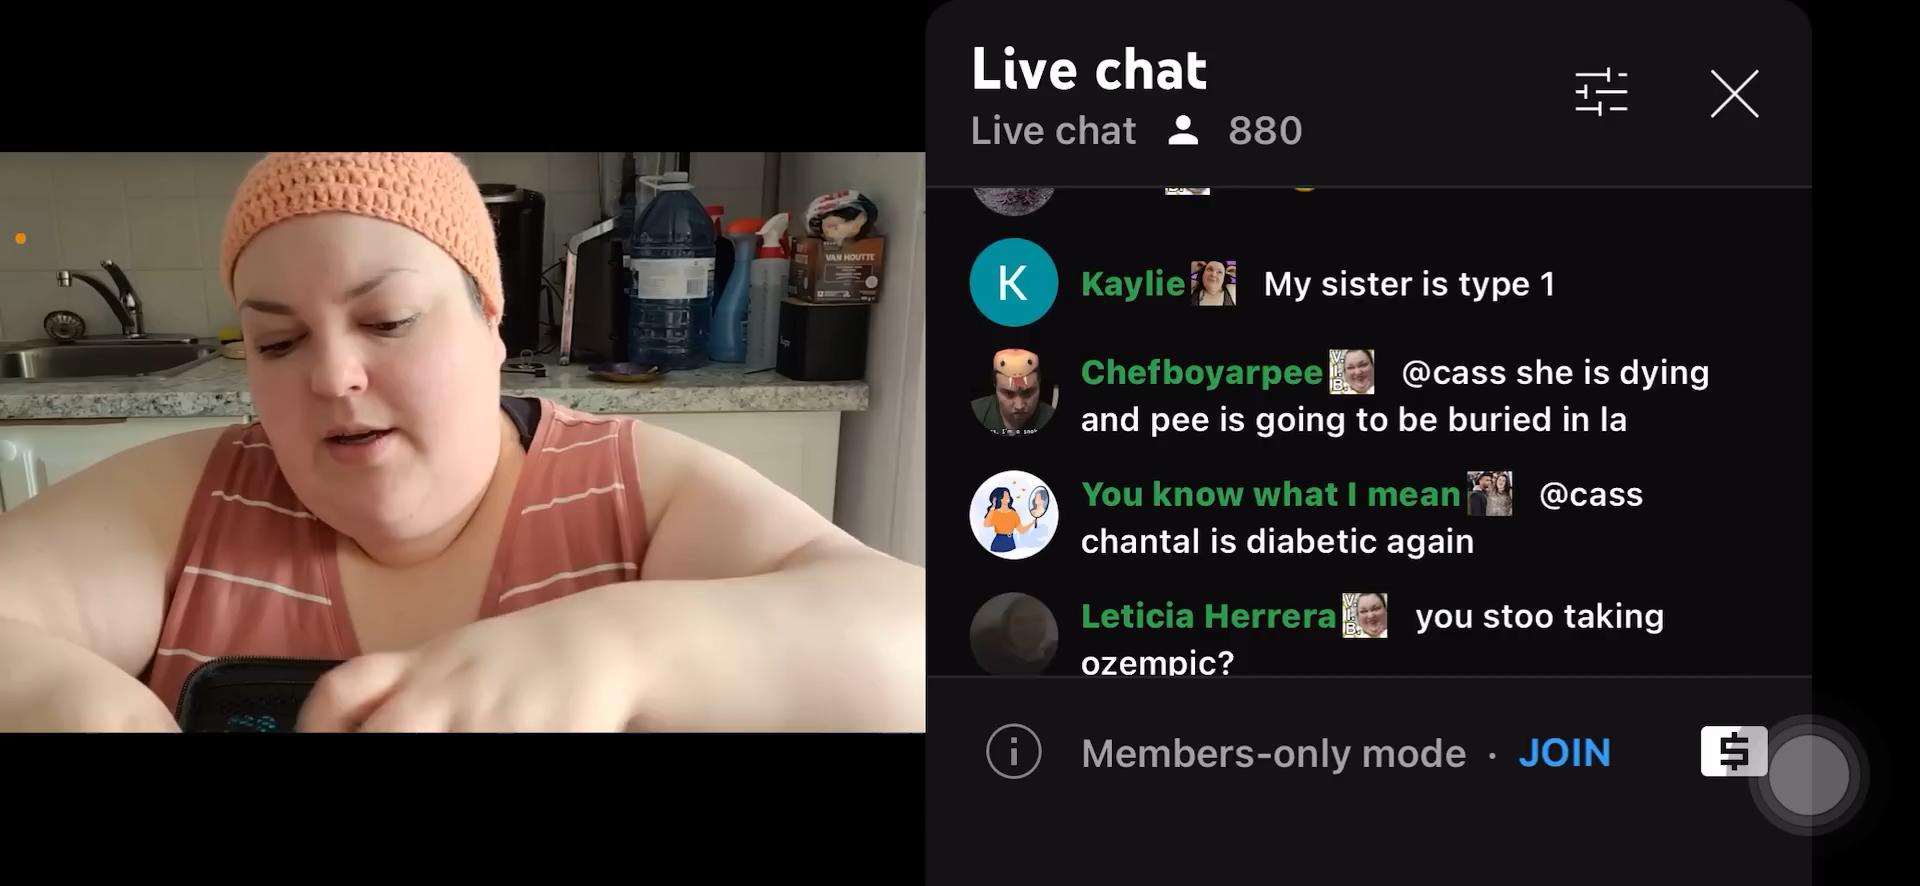 Live chat
Live chat 880
Kaylie My sister is type 1
Chefboyarpee @cass she is dying
and pee is going to be buried in la
You know what I mean @cass
chantal is diabetic again
Leticia Herrera you stoo taking
ozempic?
Members-only mode · JOIN
VAN HOUTTE
K
V.
I.
B.
$